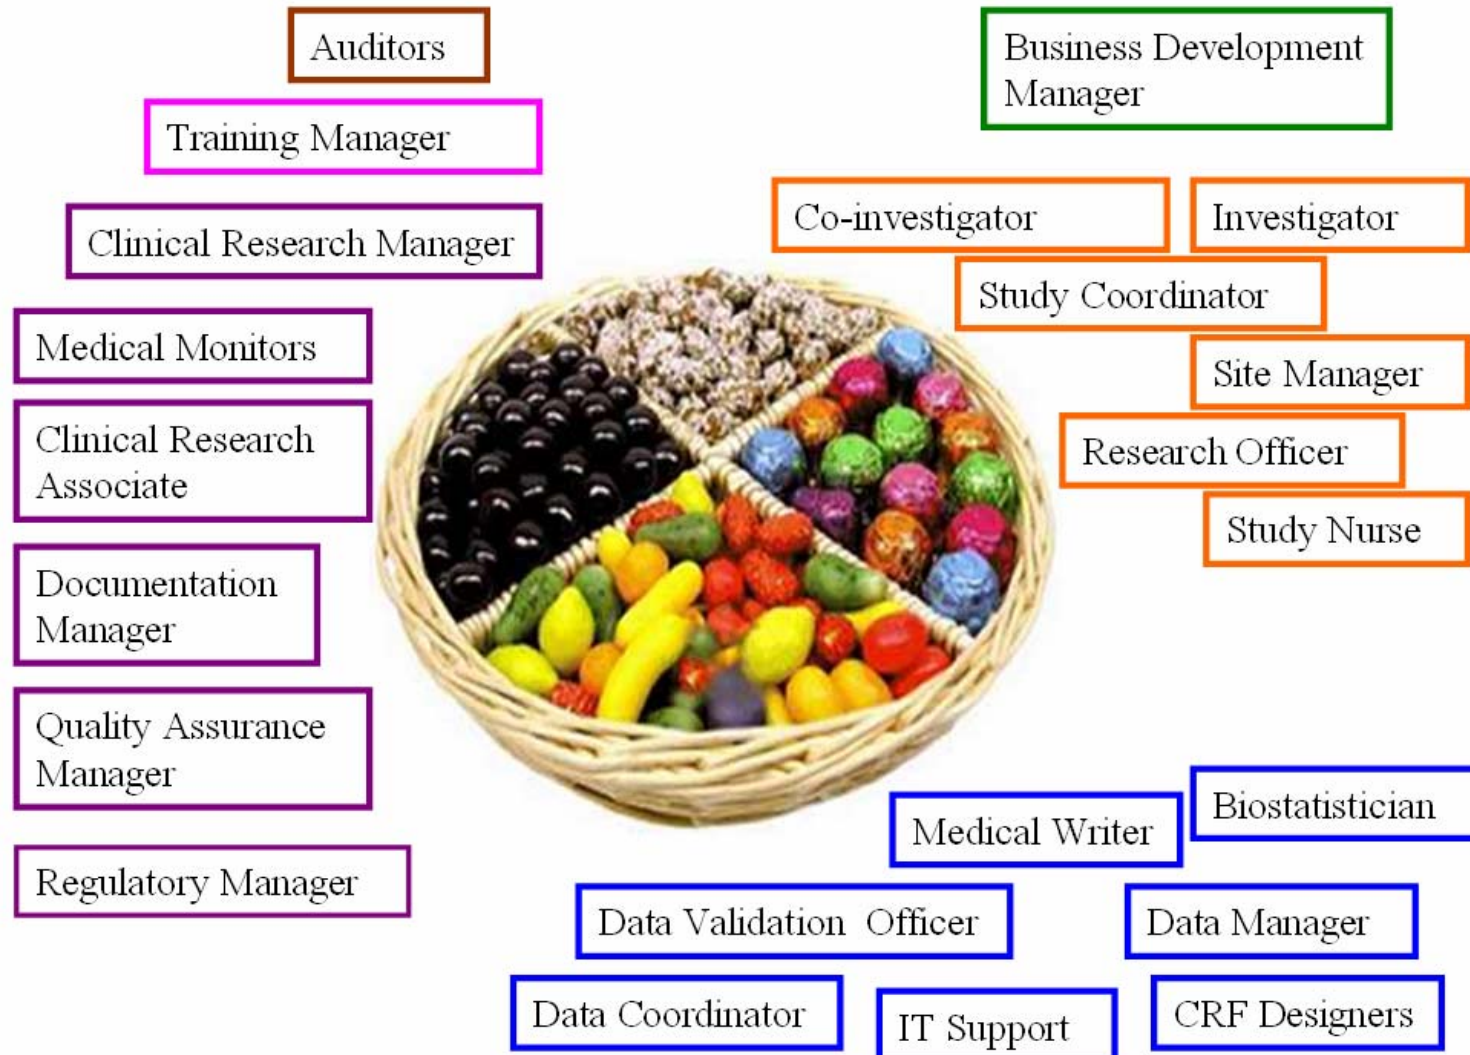 Auditors
Business Development
Manager
Training Manager
Co-investigator
Investigator
Clinical Research Manager
Study Coordinator
Medical Monitors
Site Manager
Clinical Research
Associate
Research Officer
Study Nurse
Documentation
Manager
Quality Assurance
Manager
Biostatistician
Medical Writer
Regulatory Manager
Data Validation Officer
Data Manager
Data Coordinator
IT Support
CRF Designers